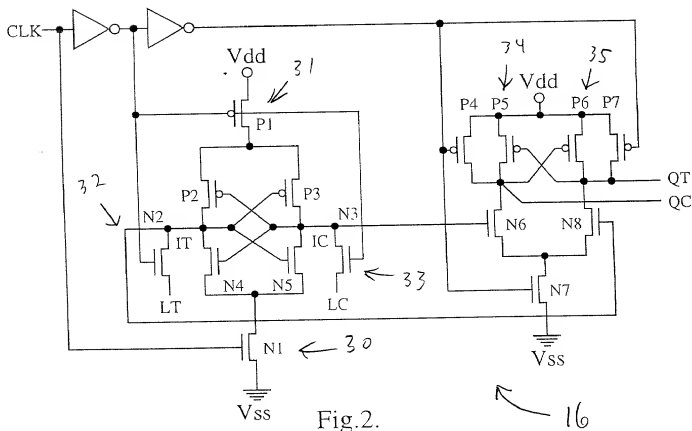 CLK
34
35
Vdd
31
Vdd
P4 P5 P6 P7
P1
32
P2 P3
QT
N2 IT IC N3
QC
N6 N8
N4 N5
33
LT LC
N7
N1
30
Vss
Vss
Fig.2.
16